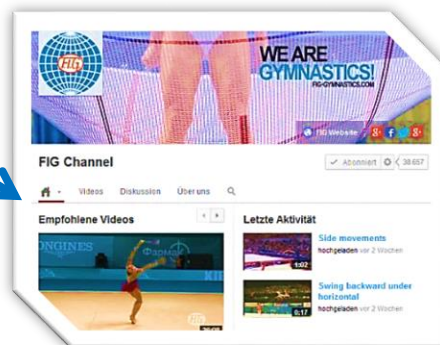 FIG
WE ARE
GYMNASTICS!
FIG-GYMNASTICS.COM
FIG Website
FIG Channel
Abonniert
38 657
Videos Diskussion Über uns
Empfohlene Videos
Letzte Aktivität
Side movements
hochgeladen vor 2 Wochen
1:02
Swing backward under
horizontal
hochgeladen vor 2 Wochen
0:17